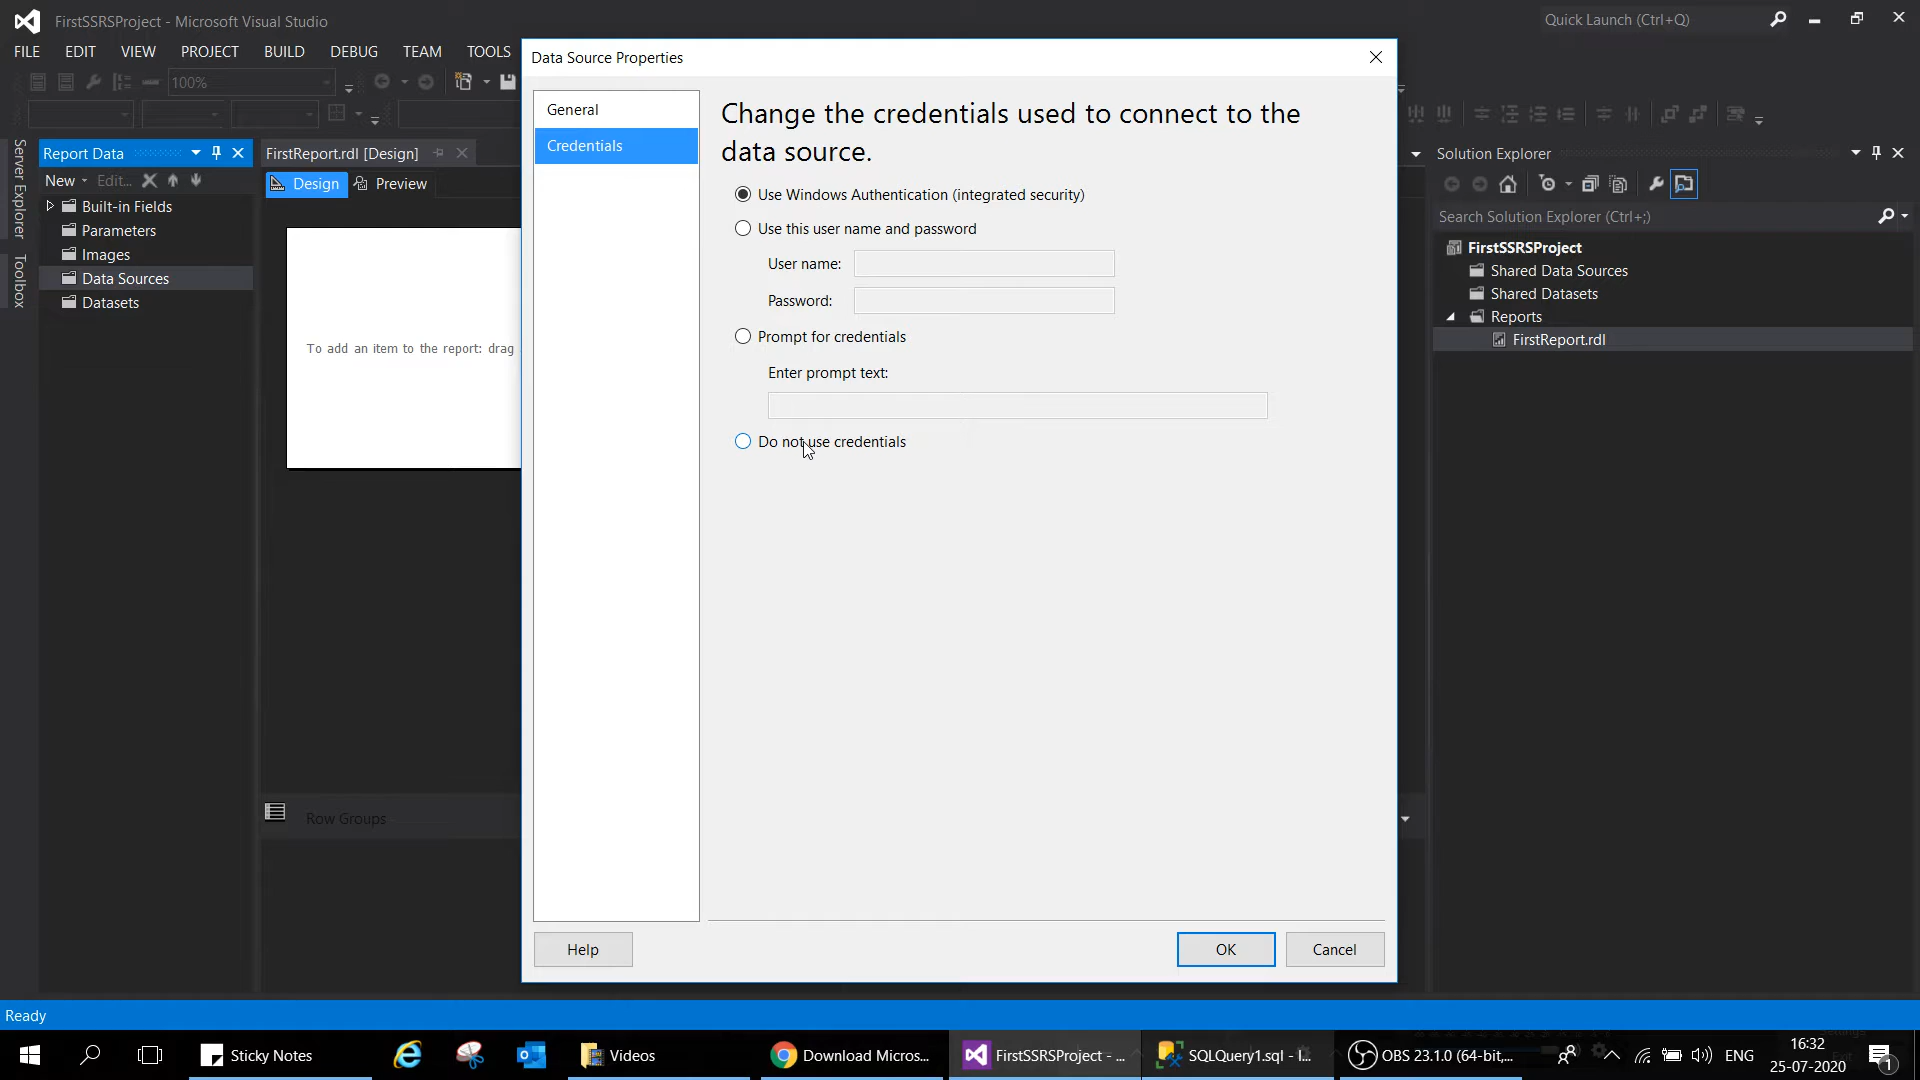 FirstSSRSProject - Microsoft Visual Studio
Quick Launch (Ctrl+Q)
FILE EDIT VIEW PROJECT BUILD DEBUG TEAM TOOLS
100%
Data Source Properties
General
Credentials
Change the credentials used to connect to the
data source.
Use Windows Authentication (integrated security)
Use this user name and password
User name:
Password:
Prompt for credentials
Enter prompt text:
Do not use credentials
Help
OK
Cancel
Server Explorer
Toolbox
Report Data
New
Edit...
Built-in Fields
Parameters
Images
Data Sources
Datasets
FirstReport.rdl [Design]
Design
Preview
To add an item to the report: drag
Row Groups
Solution Explorer
Search Solution Explorer (Ctrl+;)
FirstSSRSProject
Shared Data Sources
Shared Datasets
Reports
FirstReport.rdl
Ready
Sticky Notes
Videos
Download Micros...
FirstSSRSProject - ...
SQLQuery1.sql - I...
OBS 23.1.0 (64-bit,...
ENG
16:32
25-07-2020
1